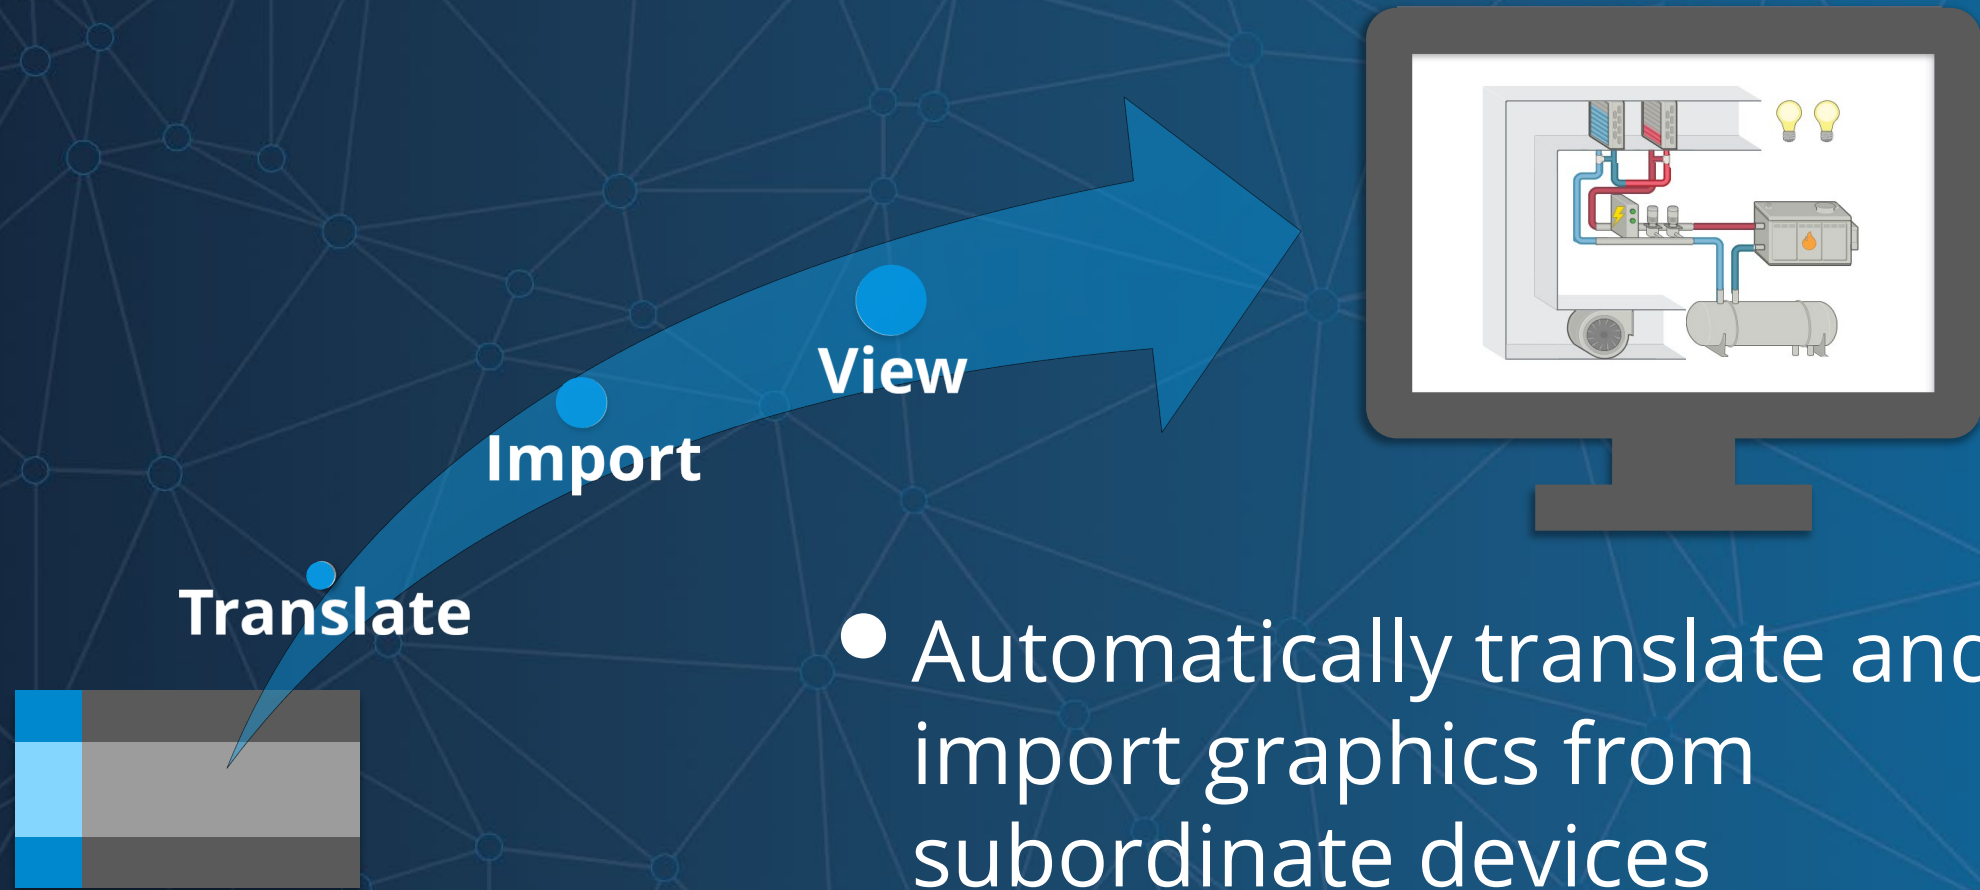 View
Import
Translate
Automatically translate and
import graphics from
subordinate devices